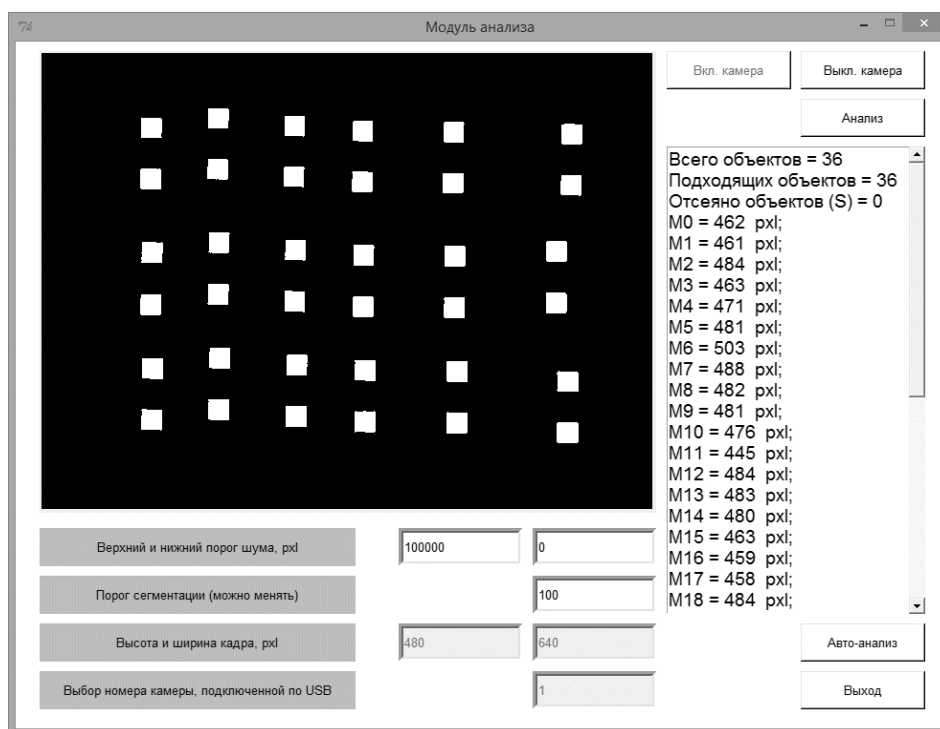 Модуль анализа
Вкл. камера
Выкл. камера
Анализ
Всего объектов = 36
Подходящих объектов = 36
Отсеяно объектов (S) = 0
M0 = 462 pxl;
M1 = 461 pxl;
M2 = 484 pxl;
M3 = 463 pxl;
M4 = 471 pxl;
M5 = 481 pxl;
M6 = 503 pxl;
M7 = 488 pxl;
M8 = 482 pxl;
M9 = 481 pxl;
M10 = 476 pxl;
M11 = 445 pxl;
M12 = 484 pxl;
M13 = 483 pxl;
M14 = 480 pxl;
M15 = 463 pxl;
M16 = 459 pxl;
M17 = 458 pxl;
M18 = 484 pxl;
Верхний и нижний порог шума, pxl
100000
0
Порог сегментации (можно менять)
100
Высота и ширина кадра, pxl
480
640
Авто-анализ
Выбор номера камеры, подключенной по USB
1
Выход